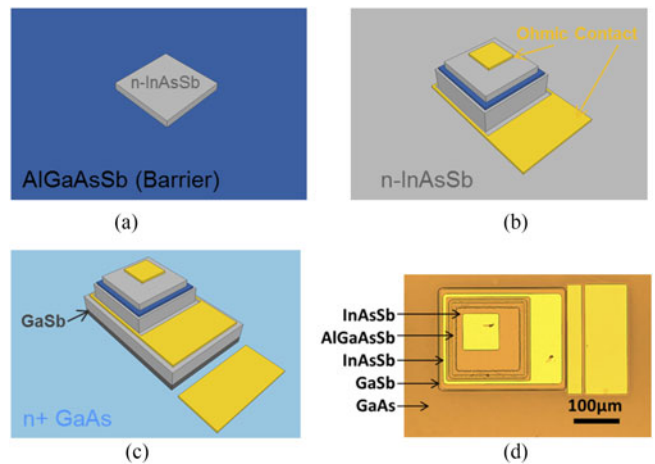 n-InAsSb
AlGaAsSb (Barrier)
(a)
Ohmic Contact
n-InAsSb
(b)
GaSb
n+ GaAs
(c)
InAsSb
AlGaAsSb
InAsSb
GaSb
GaAs
100µm
(d)